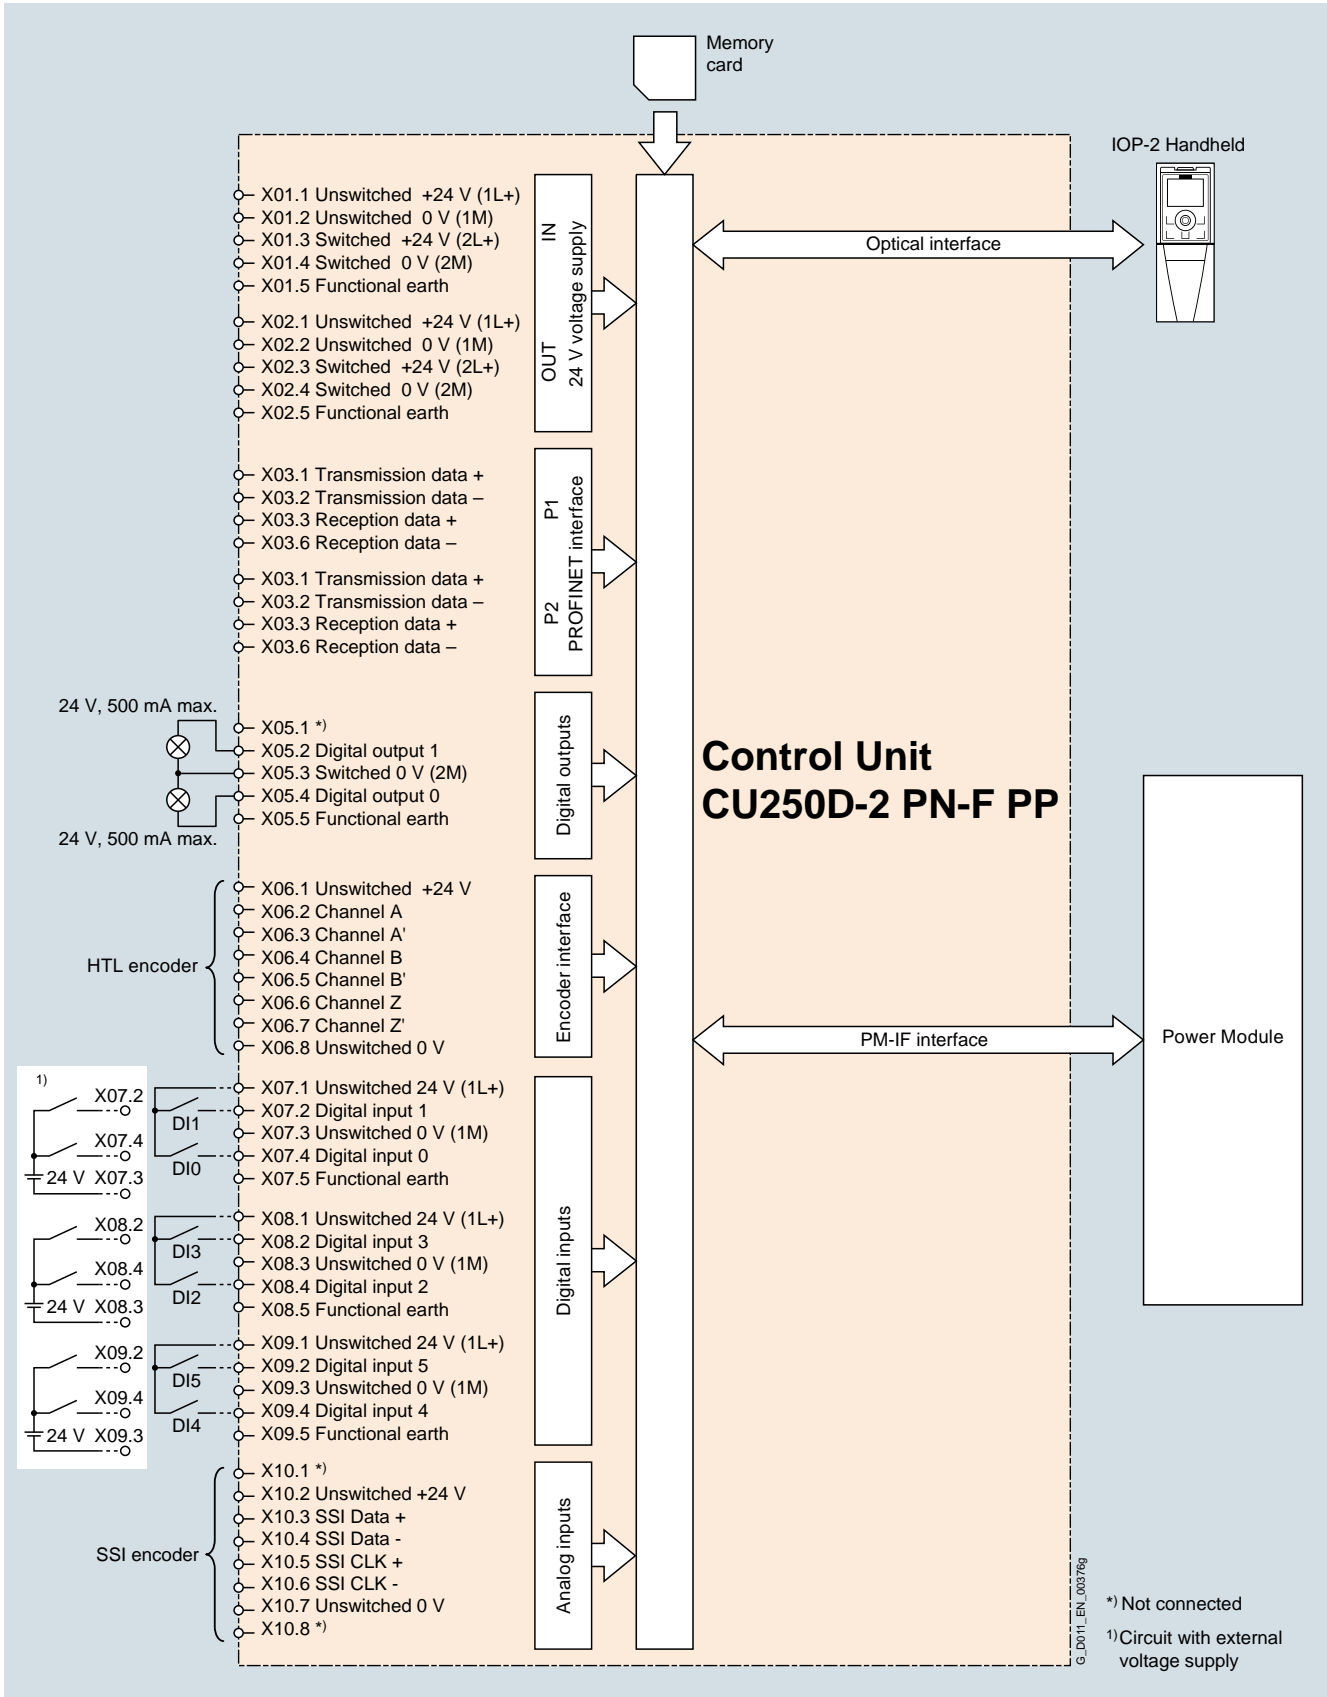 Memory
card
IOP-2 Handheld
X01.1 Unswitched +24 V (1L+)
X01.2 Unswitched 0 V (1M)
X01.3 Switched +24 V (2L+)
X01.4 Switched 0 V (2M)
X01.5 Functional earth
X02.1 Unswitched +24 V (1L+)
X02.2 Unswitched 0 V (1M)
X02.3 Switched +24 V (2L+)
X02.4 Switched 0 V (2M)
X02.5 Functional earth
IN
OUT
24 V voltage supply
Optical interface
X03.1 Transmission data +
X03.2 Transmission data –
X03.3 Reception data +
X03.6 Reception data –
X03.1 Transmission data +
X03.2 Transmission data –
X03.3 Reception data +
X03.6 Reception data –
P1
P2
PROFINET interface
24 V, 500 mA max.
X05.1 *)
X05.2 Digital output 1
X05.3 Switched 0 V (2M)
X05.4 Digital output 0
X05.5 Functional earth
24 V, 500 mA max.
Digital outputs
Control Unit
CU250D-2 PN-F PP
HTL encoder
X06.1 Unswitched +24 V
X06.2 Channel A
X06.3 Channel A'
X06.4 Channel B
X06.5 Channel B'
X06.6 Channel Z
X06.7 Channel Z'
X06.8 Unswitched 0 V
Encoder interface
PM-IF interface
Power Module
1)
X07.2
X07.4
24 V X07.3
DI1
DI0
X07.1 Unswitched 24 V (1L+)
X07.2 Digital input 1
X07.3 Unswitched 0 V (1M)
X07.4 Digital input 0
X07.5 Functional earth
X08.2
X08.4
24 V X08.3
DI3
DI2
X08.1 Unswitched 24 V (1L+)
X08.2 Digital input 3
X08.3 Unswitched 0 V (1M)
X08.4 Digital input 2
X08.5 Functional earth
X09.2
X09.4
24 V X09.3
DI5
DI4
X09.1 Unswitched 24 V (1L+)
X09.2 Digital input 5
X09.3 Unswitched 0 V (1M)
X09.4 Digital input 4
X09.5 Functional earth
Digital inputs
SSI encoder
X10.1 *)
X10.2 Unswitched +24 V
X10.3 SSI Data +
X10.4 SSI Data -
X10.5 SSI CLK +
X10.6 SSI CLK -
X10.7 Unswitched 0 V
X10.8 *)
Analog inputs
G_D011_EN_00376g
*) Not connected
1) Circuit with external
voltage supply